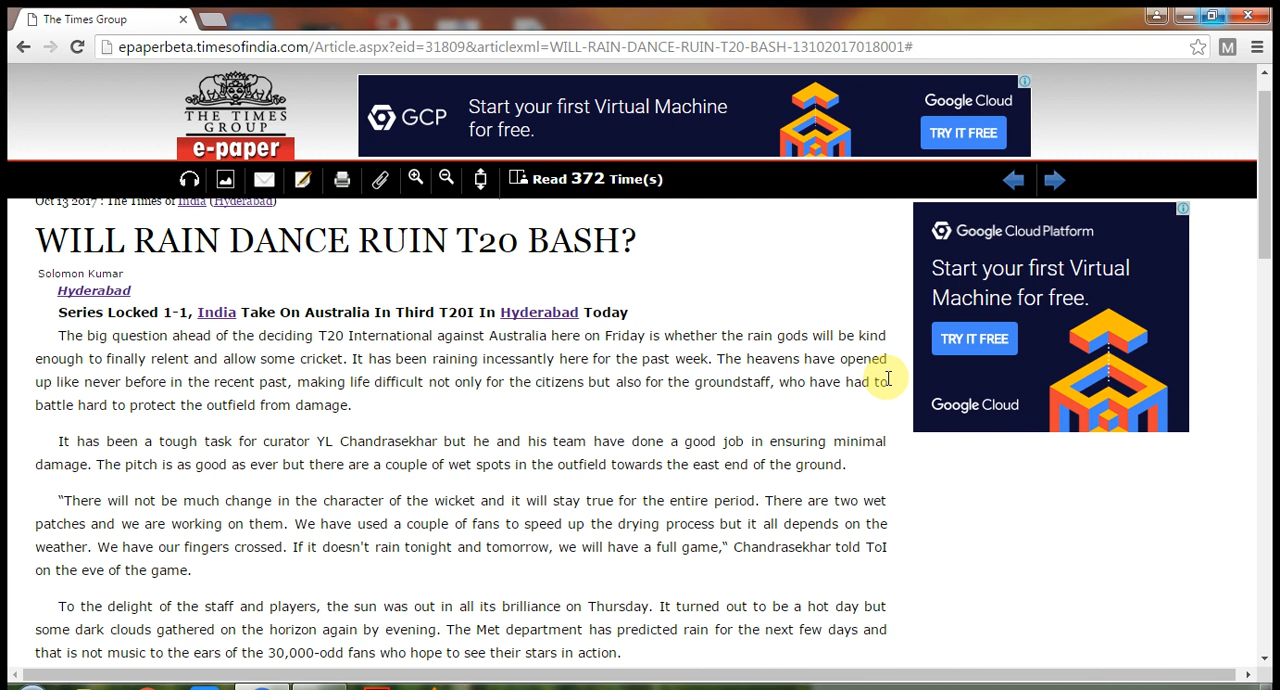 The Times Group
epaperbeta.timesofindia.com/Article.aspx?eid=31809&articlexml=WILL-RAIN-DANCE-RUIN-T20-BASH-13102017018001#
M
THE TIMES
GROUP
e-paper
GCP
Start your first Virtual Machine
for free.
Google Cloud
TRY IT FREE
Read 372 Time(s)
Oct 13 2017 : The Times of India (Hyderabad)
WILL RAIN DANCE RUIN T20 BASH?
Solomon Kumar
Hyderabad
Series Locked 1-1, India Take On Australia In Third T20I In Hyderabad Today
The big question ahead of the deciding T20 International against Australia here on Friday is whether the rain gods will be kind
enough to finally relent and allow some cricket. It has been raining incessantly here for the past week. The heavens have opened
up like never before in the recent past, making life difficult not only for the citizens but also for the groundstaff, who have had to
battle hard to protect the outfield from damage.
It has been a tough task for curator YL Chandrasekhar but he and his team have done a good job in ensuring minimal
damage. The pitch is as good as ever but there are a couple of wet spots in the outfield towards the east end of the ground.
“There will not be much change in the character of the wicket and it will stay true for the entire period. There are two wet
patches and we are working on them. We have used a couple of fans to speed up the drying process but it all depends on the
weather. We have our fingers crossed. If it doesn't rain tonight and tomorrow, we will have a full game,“ Chandrasekhar told ToI
on the eve of the game.
To the delight of the staff and players, the sun was out in all its brilliance on Thursday. It turned out to be a hot day but
some dark clouds gathered on the horizon again by evening. The Met department has predicted rain for the next few days and
that is not music to the ears of the 30,000-odd fans who hope to see their stars in action.
Google Cloud Platform
Start your first Virtual
Machine for free.
TRY IT FREE
Google Cloud